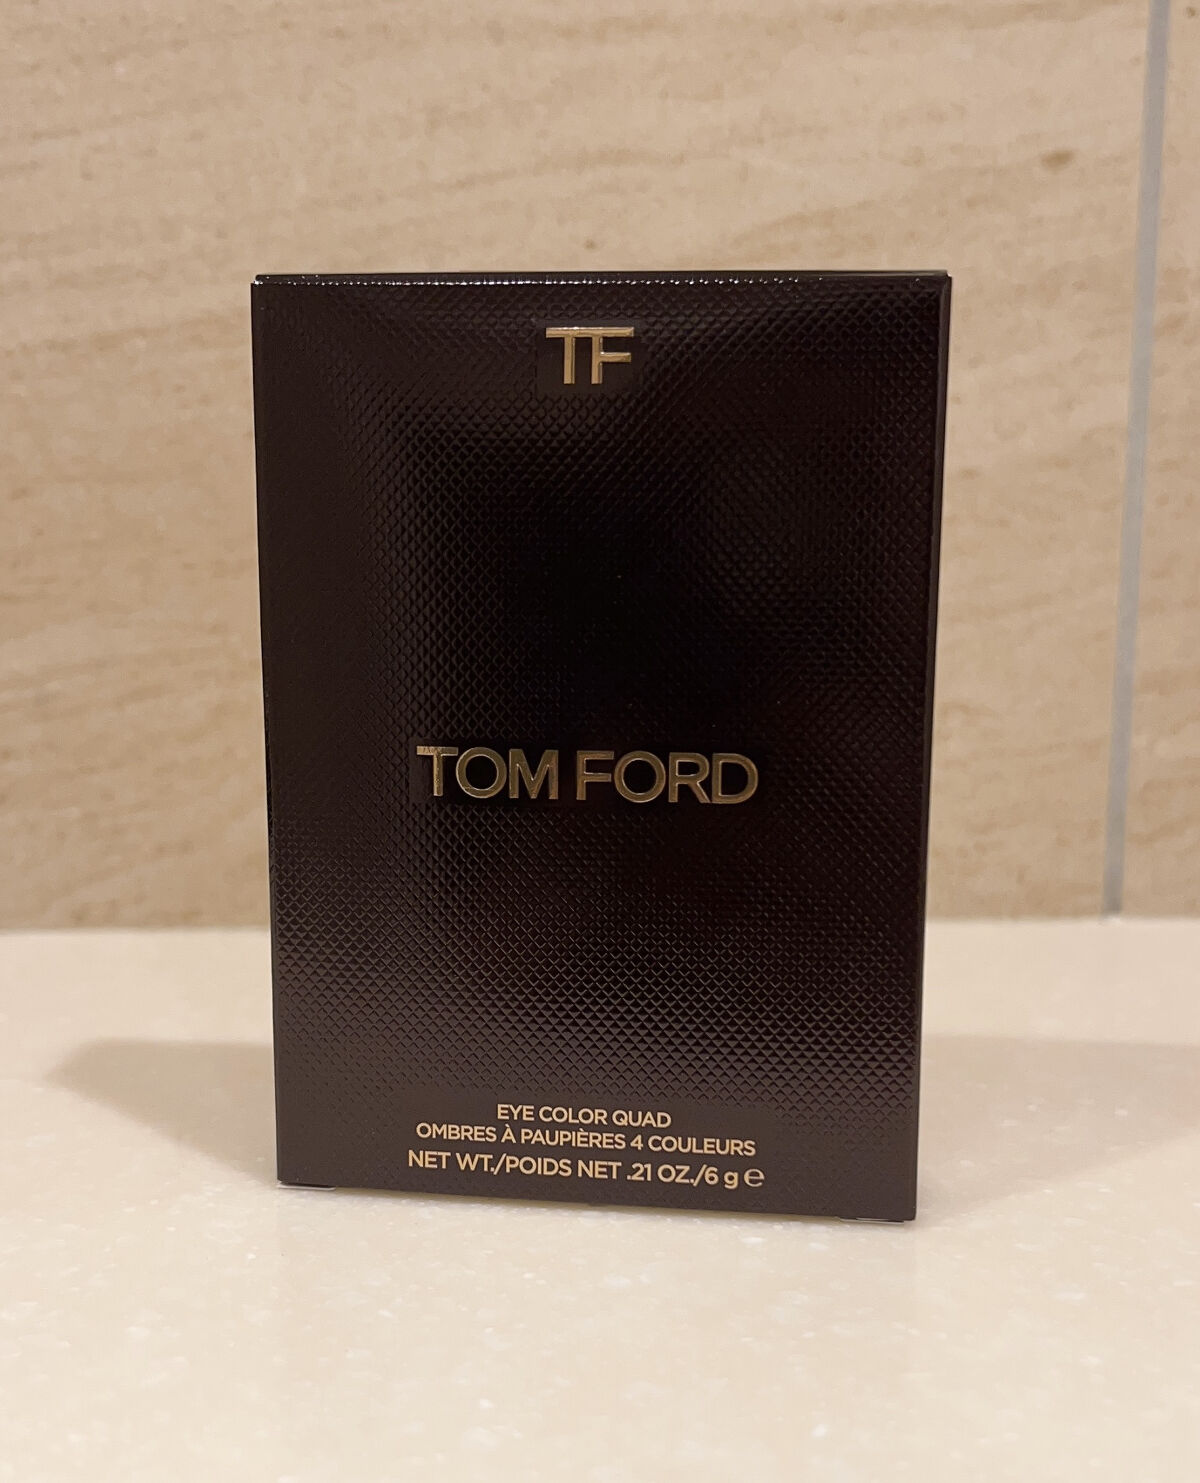 TF
TOM FORD
EYE COLOR QUAD
OMBRES À PAUPIÈRES 4 COULEURS
NET WT./POIDS NET .21 OZ./6 g ℮